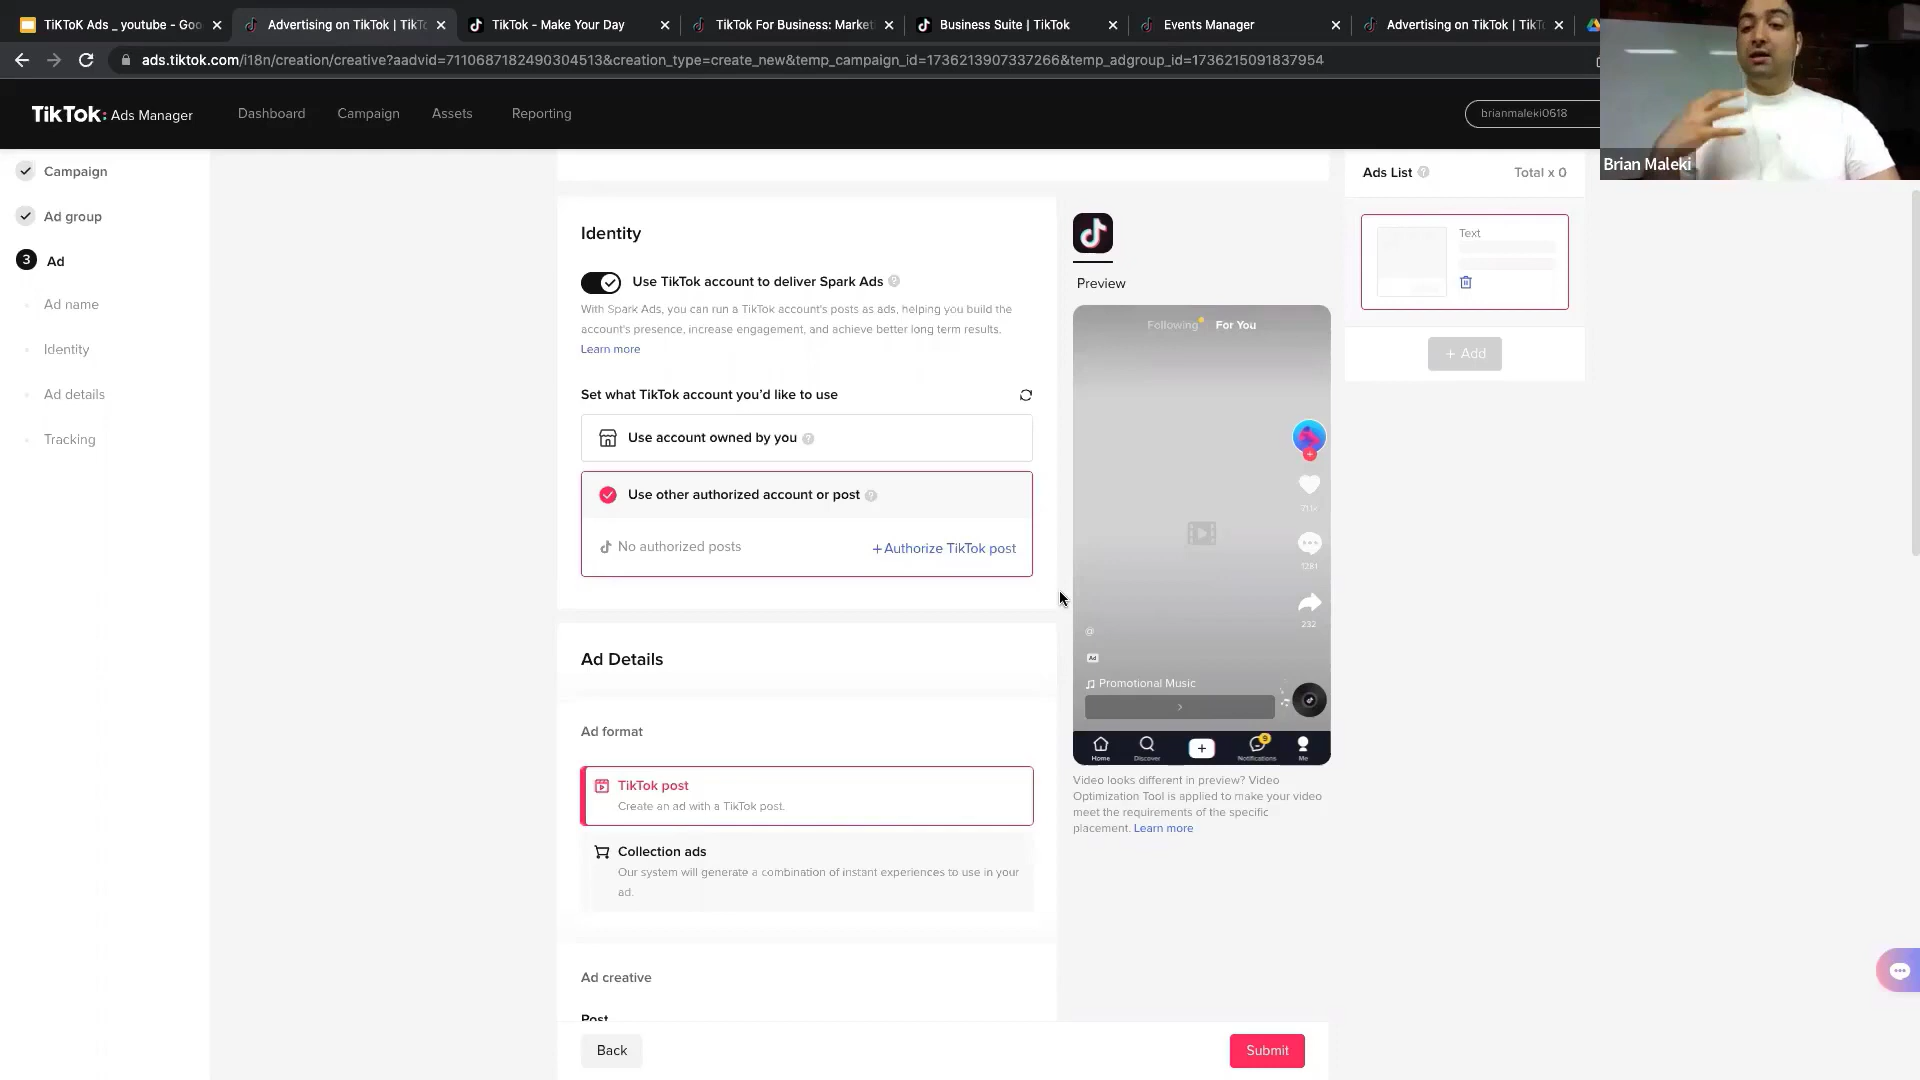 TiKToK Ads _ youtube - Goo
Advertising on TikTok | TikT
TikTok - Make Your Day
TikTok For Business: Market
Business Suite | TikTok
Events Manager
Advertising on TikTok | TikT
ads.tiktok.com/i18n/creation/creative?aadvid=7110687182490304513&creation_type=create_new&temp_campaign_id=1736213907337266&temp_adgroup_id=1736215091837954
TikTok: Ads Manager
Dashboard
Campaign
Assets
Reporting
brianmaleki0618
Brian Maleki
Campaign
Ad group
3 Ad
Ad name
Identity
Ad details
Tracking
Identity
Use TikTok account to deliver Spark Ads
With Spark Ads, you can run a TikTok account's posts as ads, helping you build the
account's presence, increase engagement, and achieve better long term results.
Learn more
Set what TikTok account you'd like to use
Use account owned by you
Use other authorized account or post
No authorized posts
+Authorize TikTok post
Ad Details
Ad format
TikTok post
Create an ad with a TikTok post.
Collection ads
Our system will generate a combination of instant experiences to use in your
ad.
Ad creative
Post
Back
Submit
Preview
Following
For You
1281
232
@
Ad
Promotional Music
Home
Discover
9
Notifications
Me
Video looks different in preview? Video
Optimization Tool is applied to make your video
meet the requirements of the specific
placement. Learn more
Ads List
Total x 0
Text
+ Add